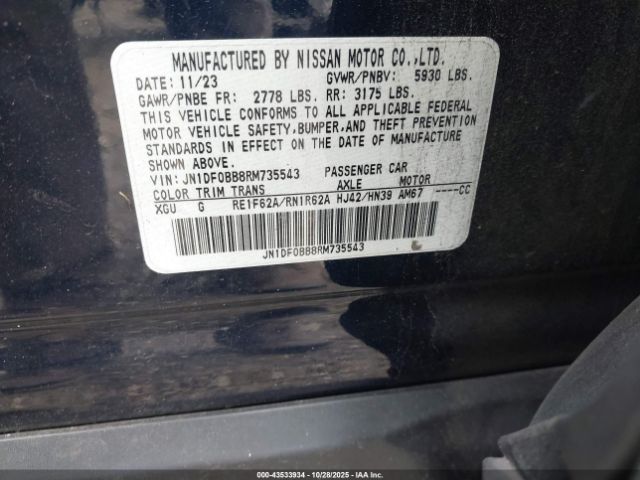 MANUFACTURED BY NISSAN MOTOR CO.,LTD.
DATE: 11/23 GVWR/PNBV: 5930 LBS.
GAWR/PNBE FR: 2778 LBS. RR: 3175 LBS.
THIS VEHICLE CONFORMS TO ALL APPLICABLE FEDERAL
MOTOR VEHICLE SAFETY,BUMPER,AND THEFT PREVENTION
STANDARDS IN EFFECT ON THE DATE OF MANUFACTURE
SHOWN ABOVE.
VIN: JN1DF0BB8RM735543 PASSENGER CAR
COLOR TRIM TRANS AXLE MOTOR
XGU G RE1F62A/RN1R62A HJ42/HN39 AM67 ----CC
JN1DF0BB8RM735543
000-43533934 | 10/28/2025 | IAA, Inc.